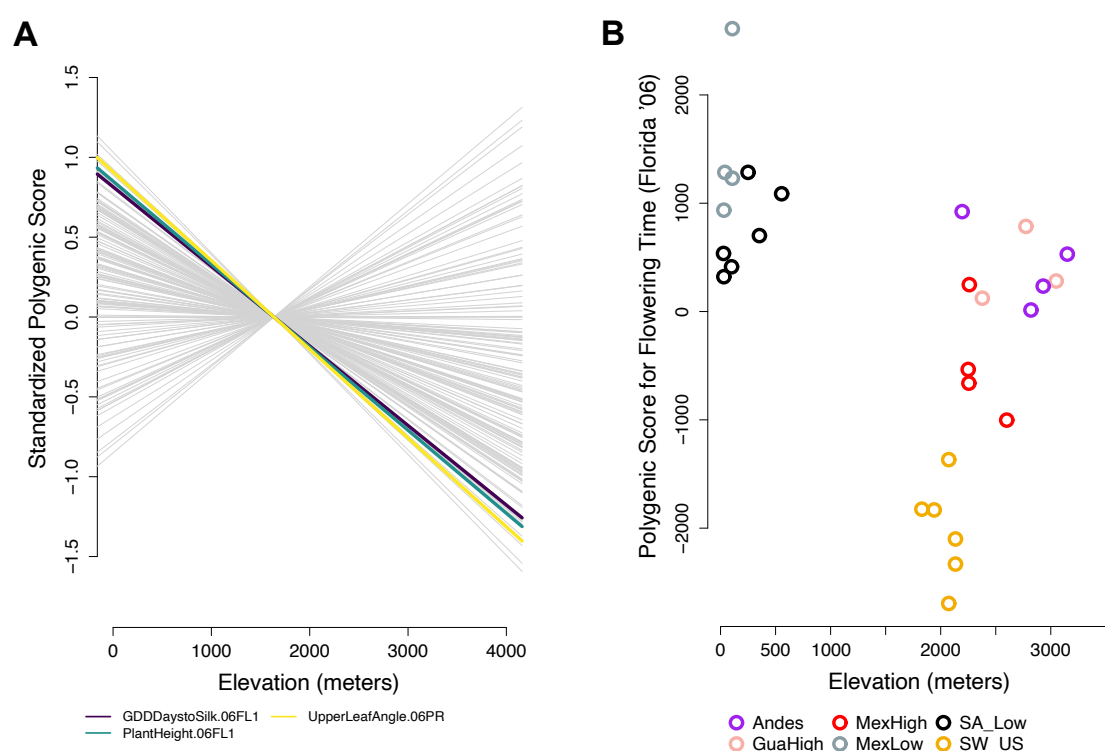 A
Standardized Polygenic Score
1.5
1.0
0.5
0.0
−0.5
−1.0
−1.5
0 1000 2000 3000 4000
Elevation (meters)
GDDDaystoSilk.06FL1 UpperLeafAngle.06PR
PlantHeight.06FL1
B
Polygenic Score for Flowering Time (Florida '06)
2000
1000
0
−1000
−2000
0 500 1000 2000 3000
Elevation (meters)
Andes MexHigh SA_Low
GuaHigh MexLow SW_US